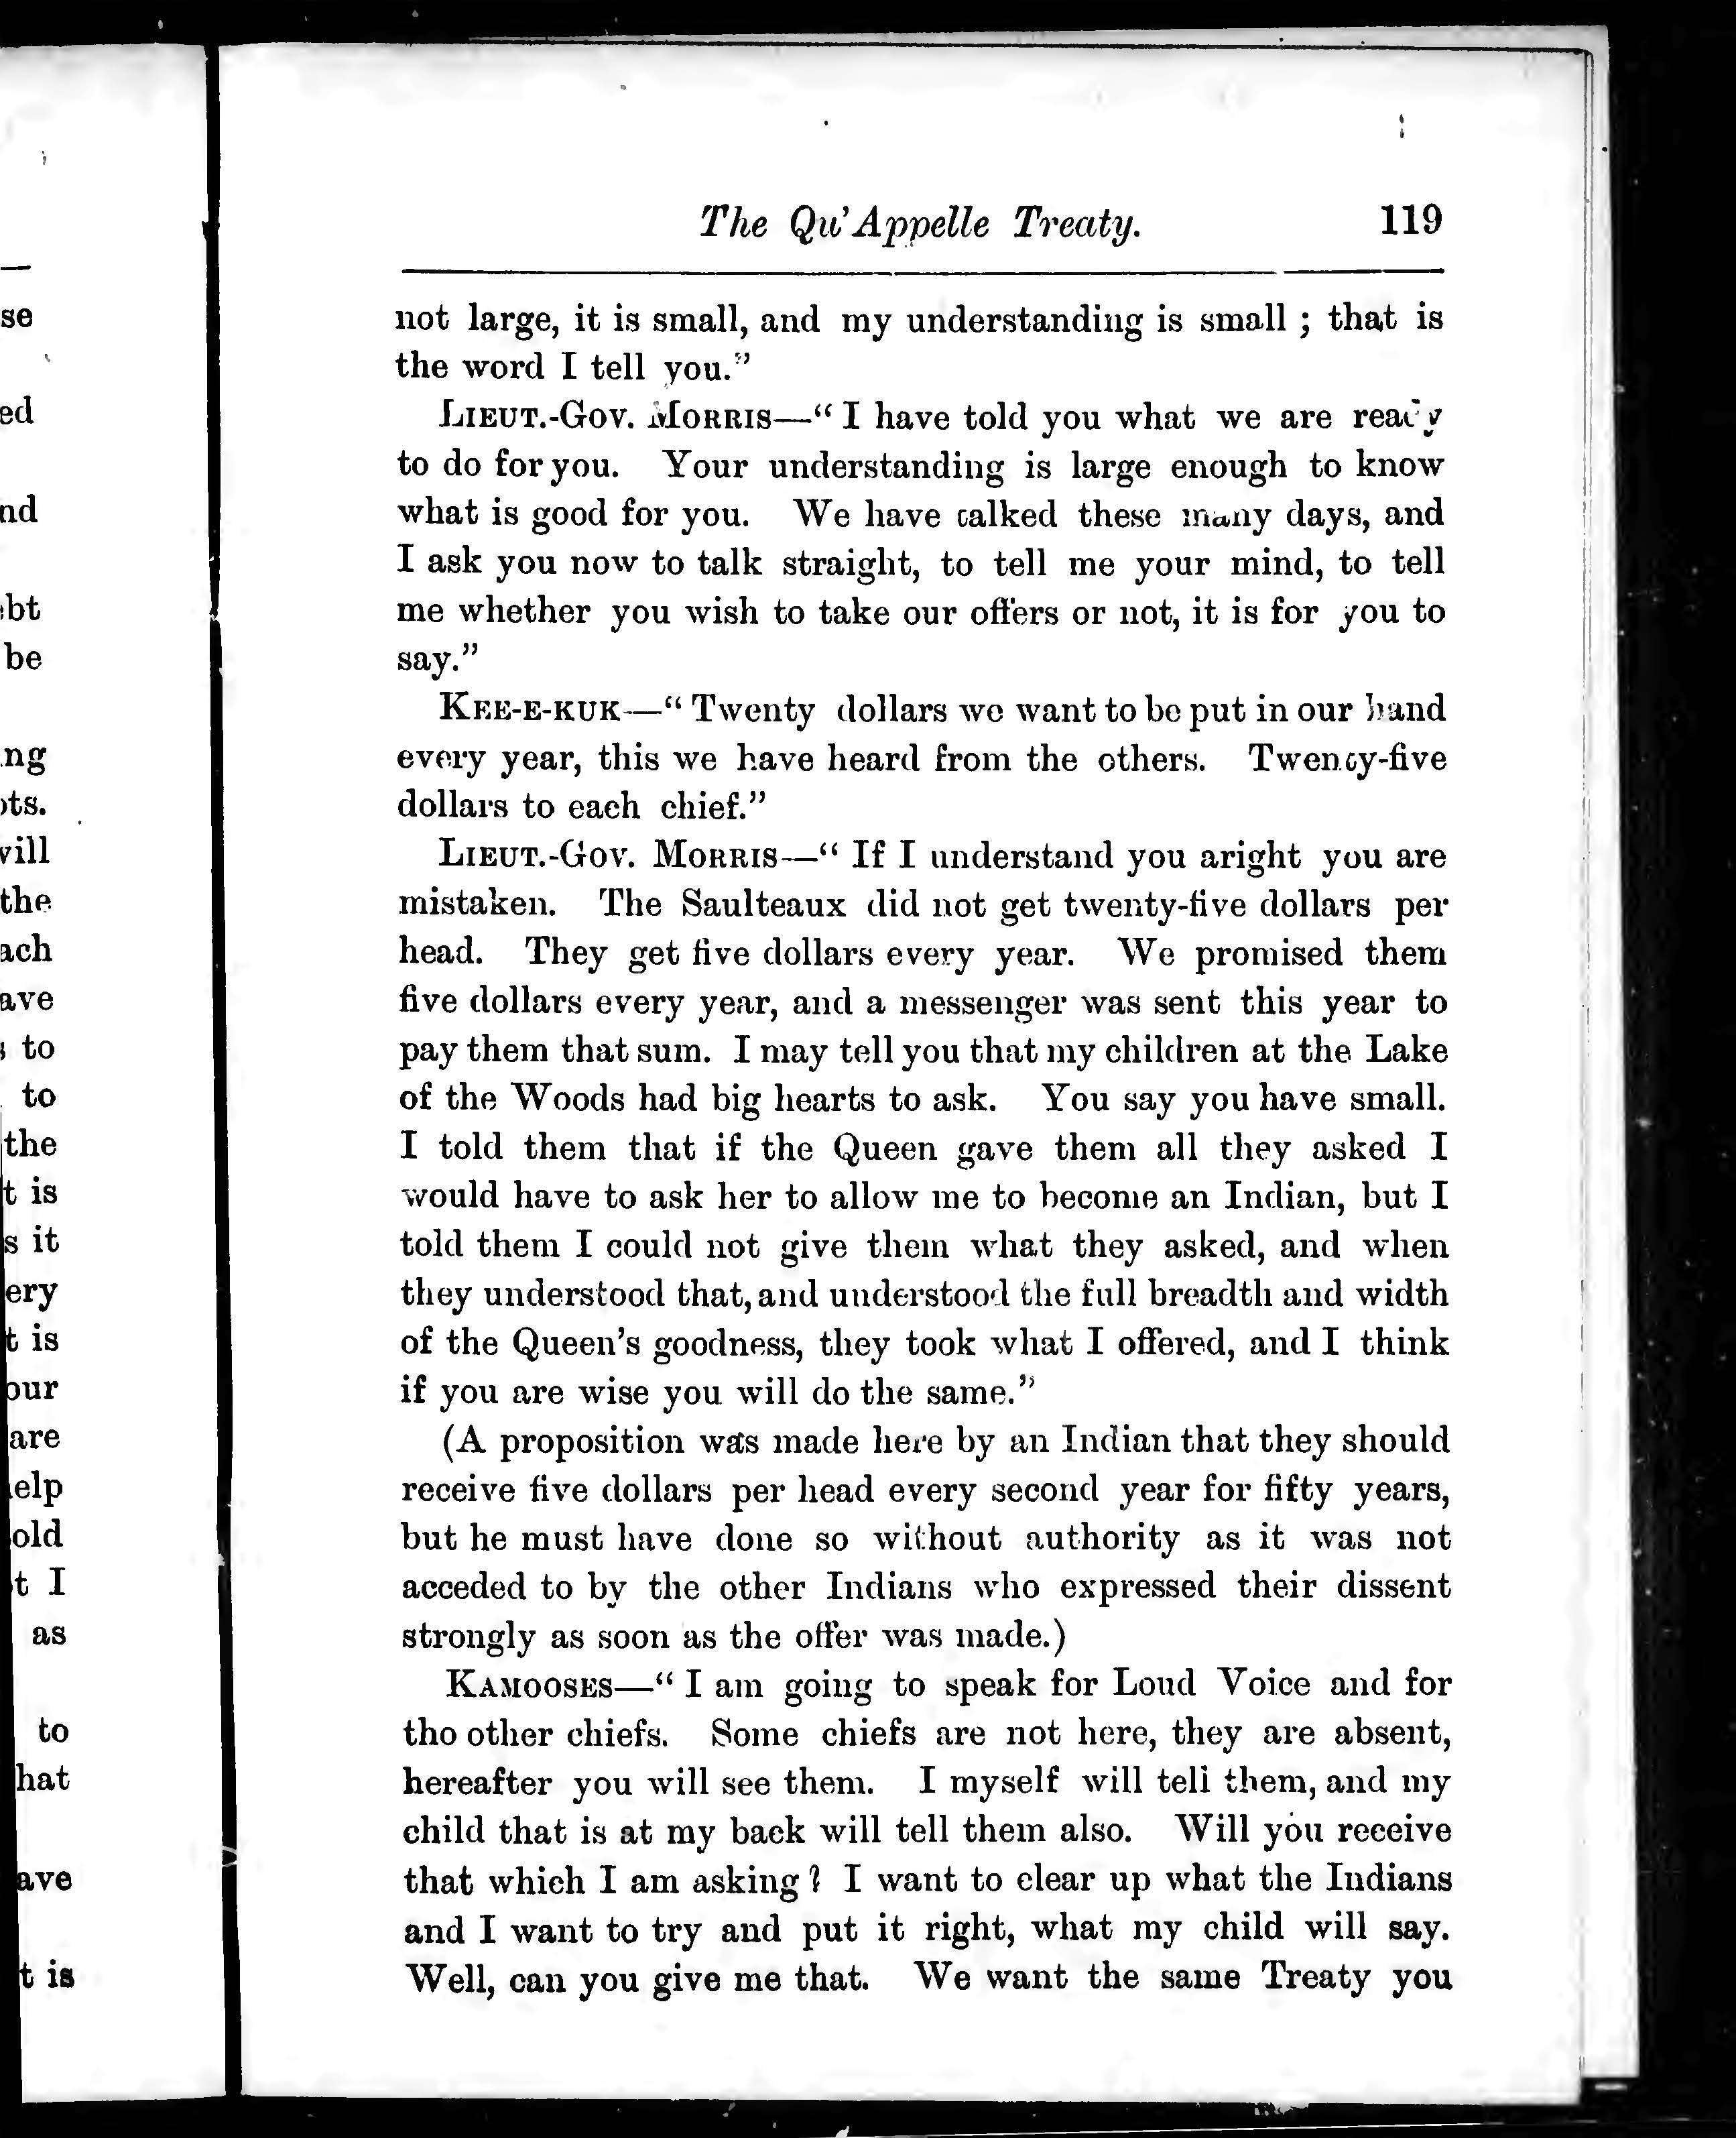 The Qu'Appelle Treaty. 119
not large, it is small, and my understanding is small ; that is
the word I tell you."
LIEUT.-GOV. MORRIS—" I have told you what we are ready
to do for you. Your understanding is large enough to know
what is good for you. We have talked these many days, and
I ask you now to talk straight, to tell me your mind, to tell
me whether you wish to take our offers or not, it is for you to
say."
KEE-E-KUK—" Twenty dollars we want to be put in our hand
every year, this we have heard from the others. Twenty-five
dollars to each chief."
LIEUT.-GOV. MORRIS—" If I understand you aright you are
mistaken. The Saulteaux did not get twenty-five dollars per
head. They get five dollars every year. We promised them
five dollars every year, and a messenger was sent this year to
pay them that sum. I may tell you that my children at the Lake
of the Woods had big hearts to ask. You say you have small.
I told them that if the Queen gave them all they asked I
would have to ask her to allow me to become an Indian, but I
told them I could not give them what they asked, and when
they understood that, and understood the full breadth and width
of the Queen's goodness, they took what I offered, and I think
if you are wise you will do the same."
(A proposition was made here by an Indian that they should
receive five dollars per head every second year for fifty years,
but he must have done so without authority as it was not
acceded to by the other Indians who expressed their dissent
strongly as soon as the offer was made.)
KAMOOSES—" I am going to speak for Loud Voice and for
the other chiefs. Some chiefs are not here, they are absent,
hereafter you will see them. I myself will tell them, and my
child that is at my back will tell them also. Will you receive
that which I am asking? I want to clear up what the Indians
and I want to try and put it right, what my child will say.
Well, can you give me that. We want the same Treaty you